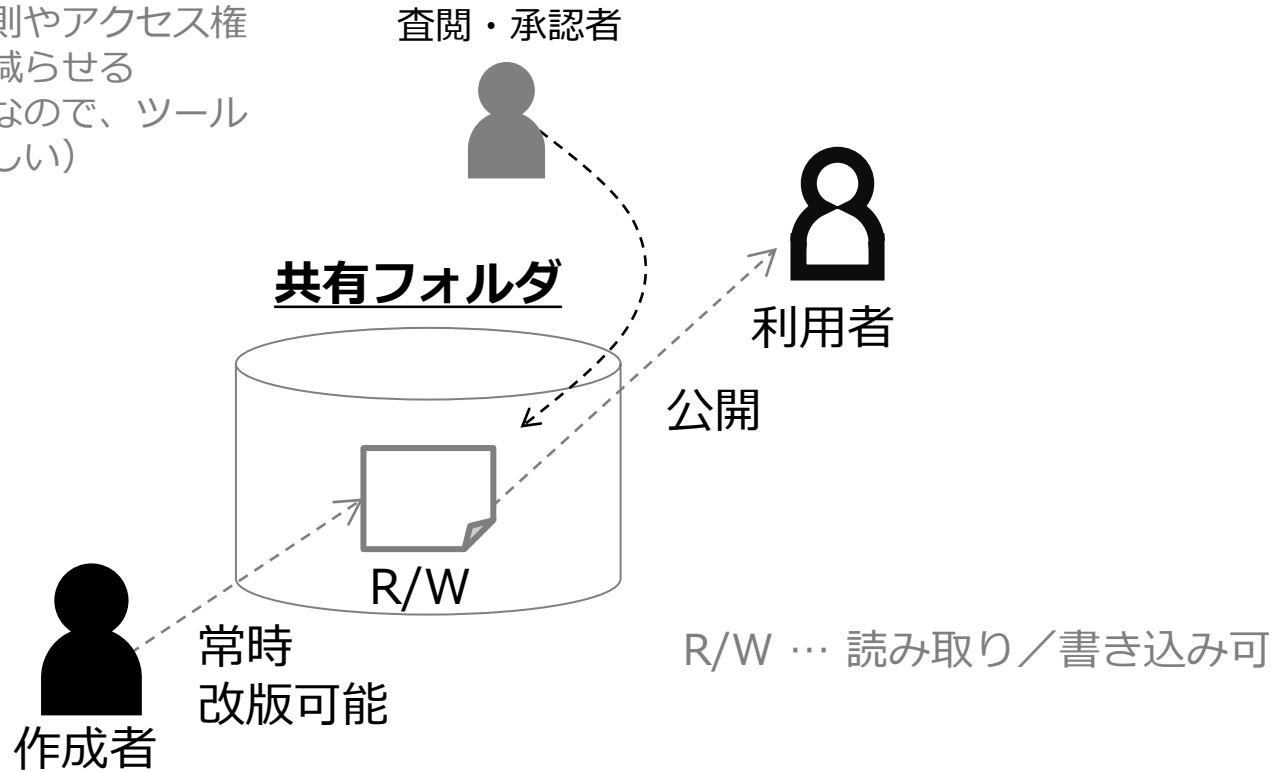 則やアクセス権
減らせる
なので、ツール
しい）
査閲・承認者
共有フォルダ
利用者
公開
R/W
常時
改版可能
作成者
R/W … 読み取り／書き込み可